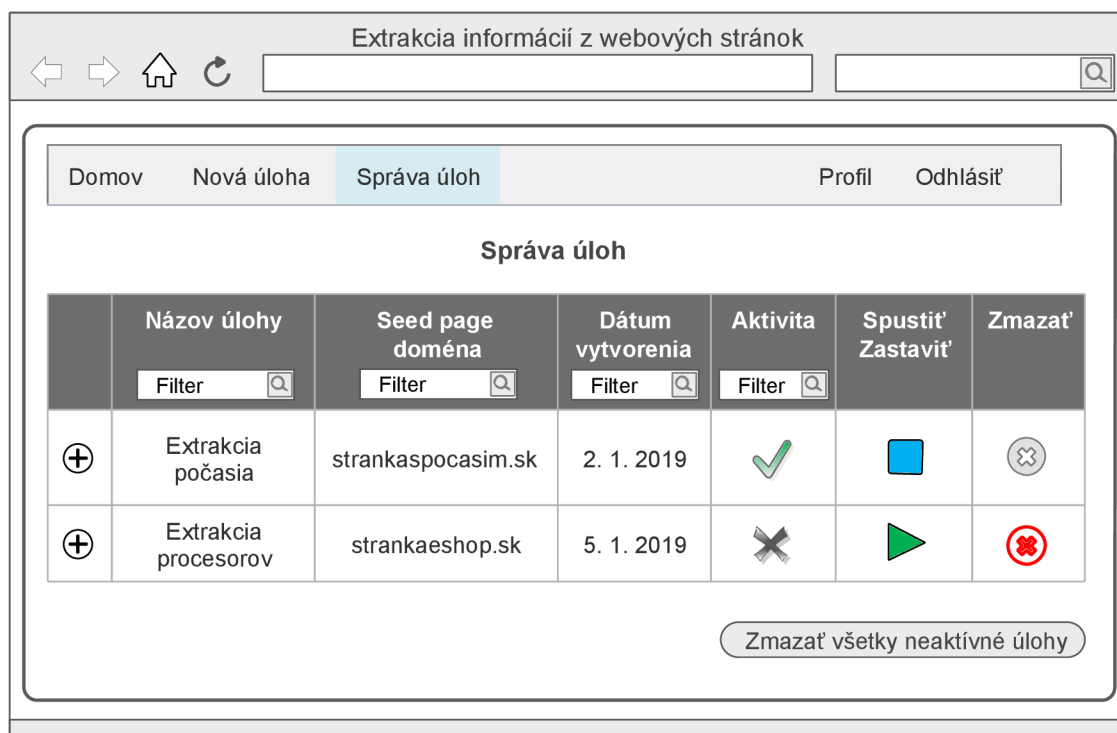 Extrakcia informácií z webových stránok
Domov Nová úloha Správa úloh Profil Odhlásiť
Správa úloh
Názov úlohy
Seed page
doména
Dátum
vytvorenia
Aktivita
Spustiť
Zastaviť
Zmazať
Filter Filter Filter Filter
Extrakcia
počasia
strankaspocasim.sk
2. 1. 2019
Extrakcia
procesorov
strankaeshop.sk
5. 1. 2019
Zmazať všetky neaktívné úlohy